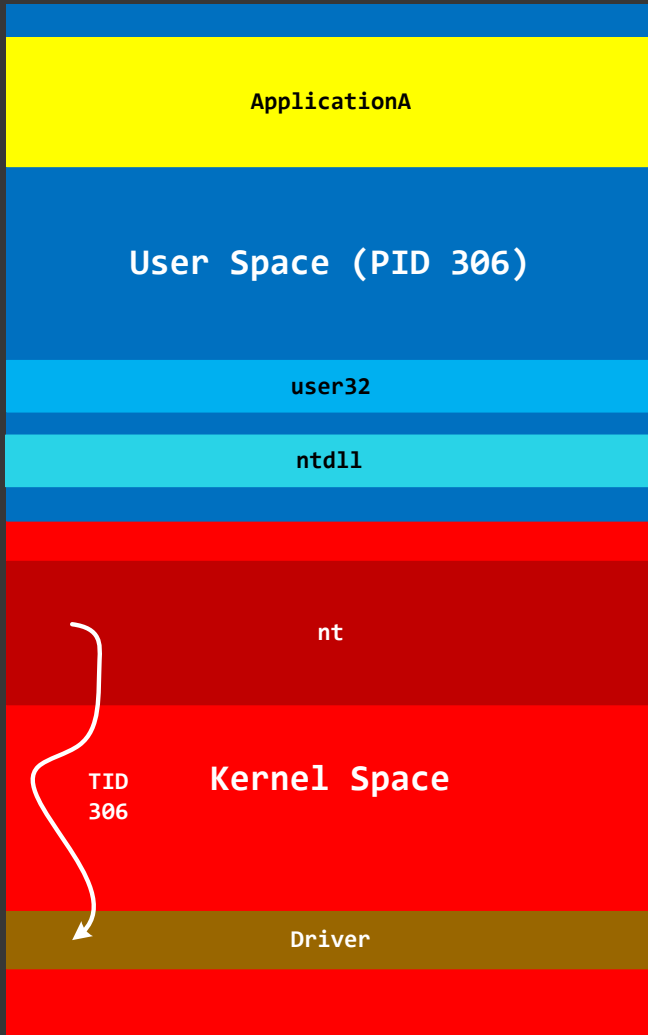 ApplicationA
User Space (PID 306)
user32
ntdll
nt
Kernel Space
TID
306
Driver